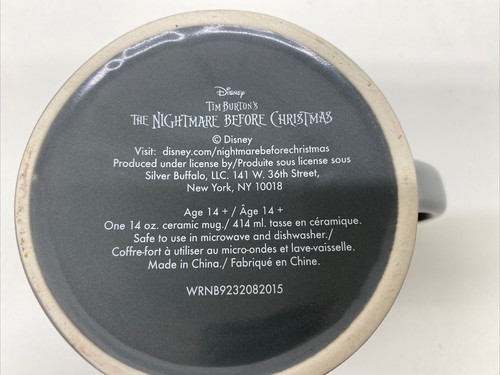 Disney
TIM BURTON'S
THE NIGHTMARE BEFORE CHRISTMAS
© Disney
Visit: disney.com/nightmarebeforechristmas
Produced under license by/Produite sous license sous
Silver Buffalo, LLC. 141 W. 36th Street,
New York, NY 10018
Age 14 + / Âge 14 +
One 14 oz. ceramic mug./ 414 ml. tasse en céramique.
Safe to use in microwave and dishwasher./
Coffre-fort à utiliser au micro-ondes et lave-vaisselle.
Made in China./ Fabriqué en Chine.
WRNB9232082015